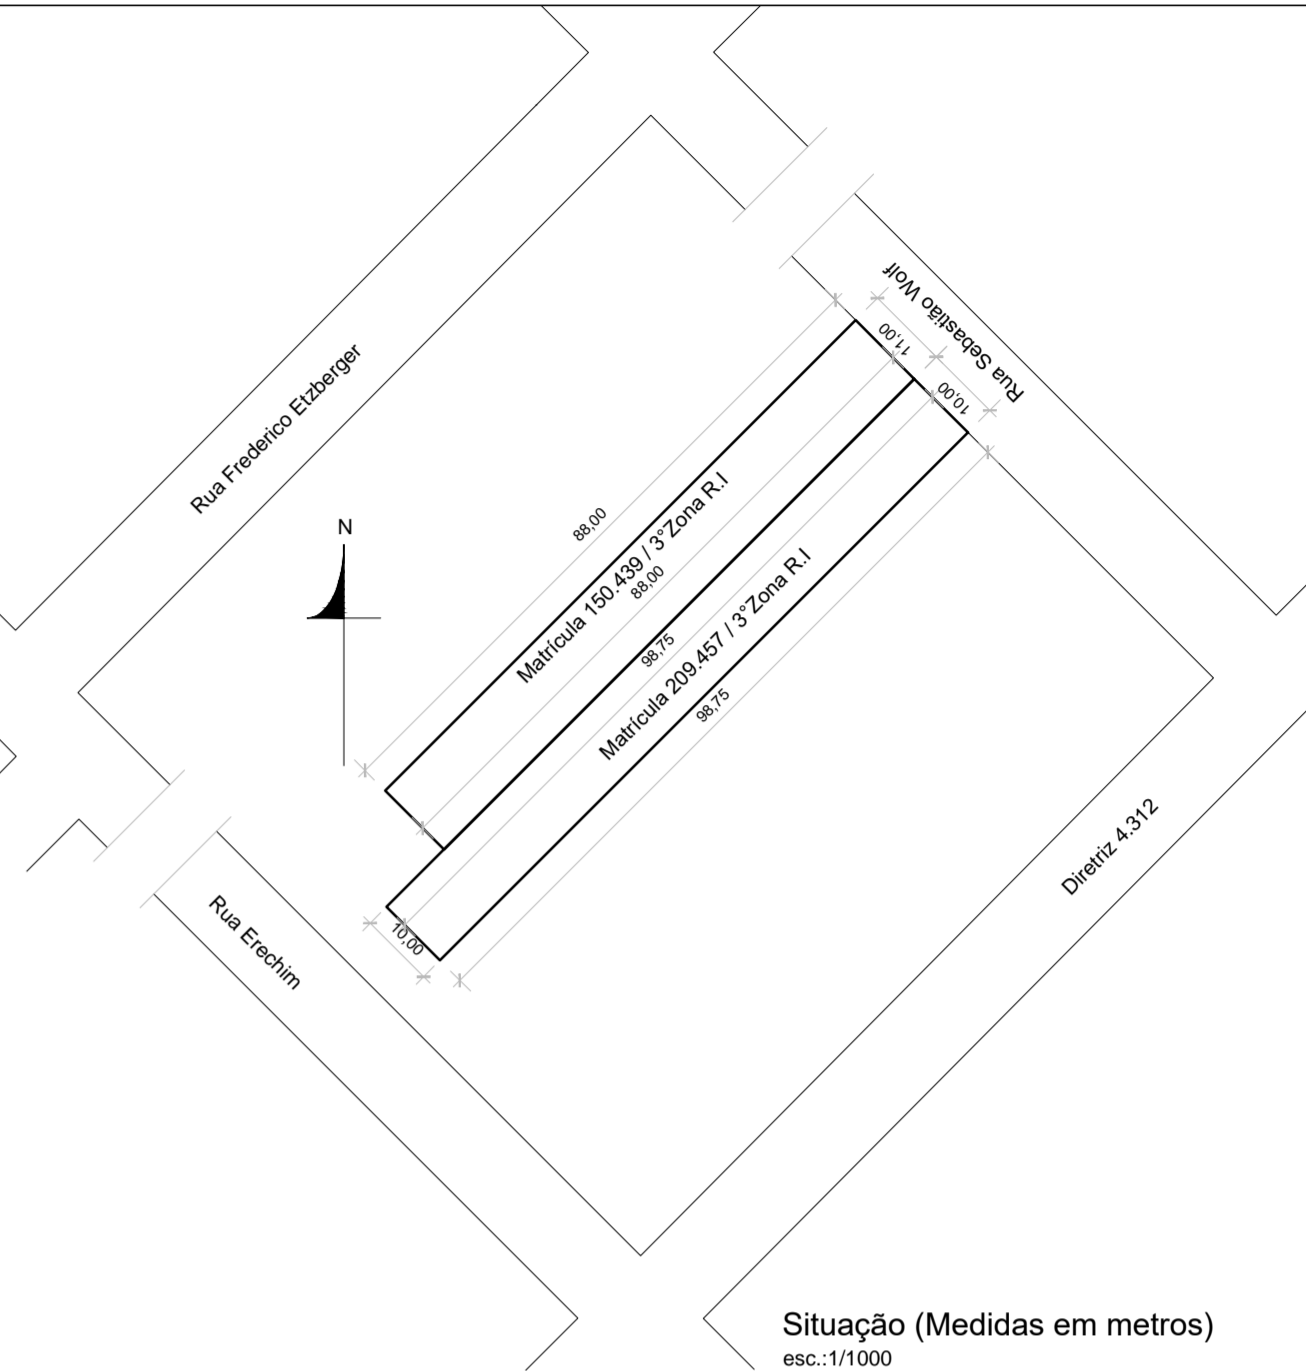 Rua Sebastião Wolf
11,00
10,00
Rua Frederico Etzberger
88,00
Matrícula 150.439 / 3°Zona R.I
88,00
N
98,75
Matrícula 209.457 / 3°Zona R.I
98,75
Diretriz 4.312
Rua Erechim
10,00
Situação (Medidas em metros)
esc.:1/1000